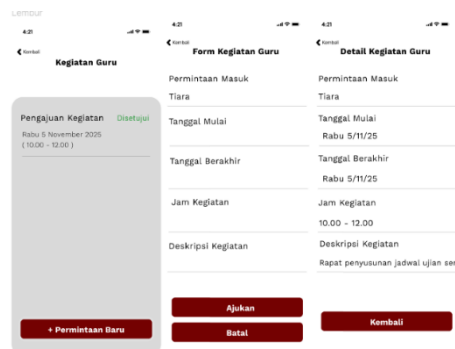 Lembur
4:21
Kembali
Kegiatan Guru
Pengajuan Kegiatan Disetujui
Rabu 5 November 2025
( 10.00 - 12.00 )
+ Permintaan Baru
4:21
Kembali
Form Kegiatan Guru
Permintaan Masuk
Tiara
Tanggal Mulai
Tanggal Berakhir
Jam Kegiatan
Deskripsi Kegiatan
Ajukan
Batal
4:21
Kembali
Detail Kegiatan Guru
Permintaan Masuk
Tiara
Tanggal Mulai
Rabu 5/11/25
Tanggal Berakhir
Rabu 5/11/25
Jam Kegiatan
10.00 - 12.00
Deskripsi Kegiatan
Rapat penyusunan jadwal ujian ser
Kembali